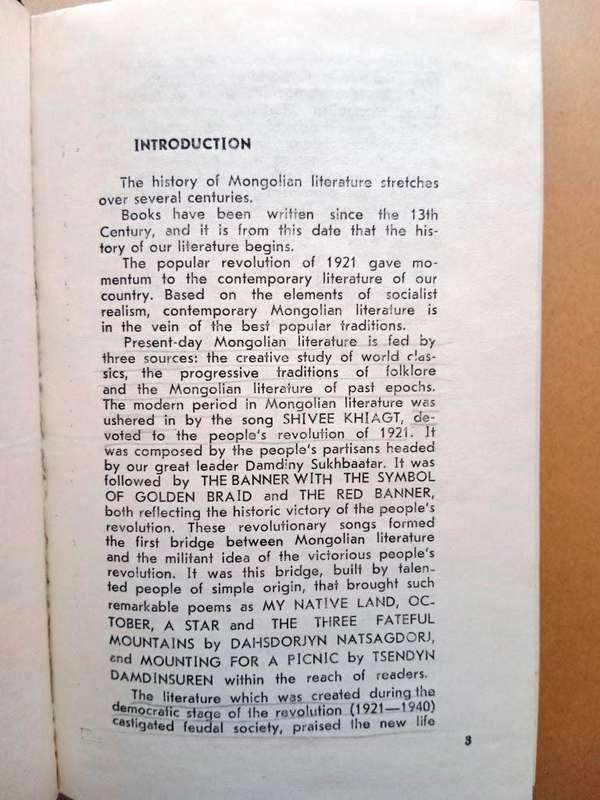 INTRODUCTION
The history of Mongolian literature stretches
over several centuries.
Books have been written since the 13th
Century, and it is from this date that the his-
tory of our literature begins.
The popular revolution of 1921 gave mo-
mentum to the contemporary literature of our
country. Based on the elements of socialist
realism, contemporary Mongolian literature is
in the vein of the best popular traditions.
Present-day Mongolian literature is fed by
three sources: the creative study of world clas-
sics, the progressive traditions of folklore
and the Mongolian literature of past epochs.
The modern period in Mongolian literature was
ushered in by the song SHIVEE KHIAGT, de-
voted to the people's revolution of 1921. It
was composed by the people's partisans headed
by our great leader Damdiny Sukhbaatar. It was
followed by THE BANNER WITH THE SYMBOL
OF GOLDEN BRAID and THE RED BANNER,
both reflecting the historic victory of the people's
revolution. These revolutionary songs formed
the first bridge between Mongolian literature
and the militant idea of the victorious people's
revolution. It was this bridge, built by talen-
ted people of simple origin, that brought such
remarkable poems as MY NATIVE LAND, OC-
TOBER, A STAR and THE THREE FATEFUL
MOUNTAINS by DAHSDORJYN NATSAGDORJ,
and MOUNTING FOR A PICNIC by TSENDYN
DAMDINSUREN within the reach of readers.
The literature which was created during the
democratic stage of the revolution (1921—1940)
castigated feudal society, praised the new life
3